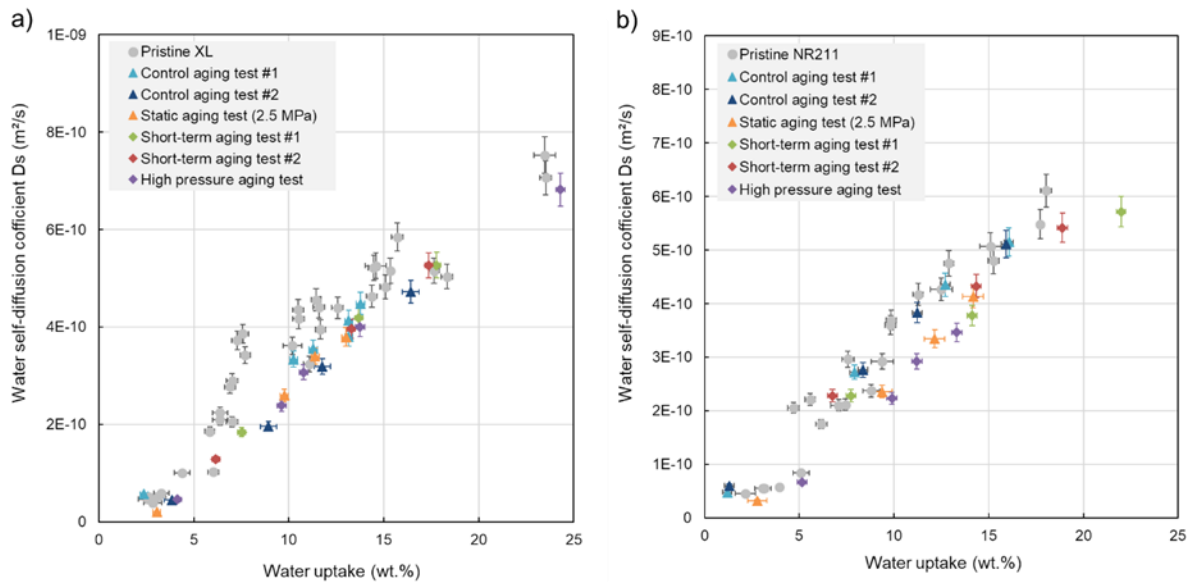 a)
Water self-diffusion cofficient Ds (m²/s)
1E-09
8E-10
6E-10
4E-10
2E-10
0
Pristine XL
Control aging test #1
Control aging test #2
Static aging test (2.5 MPa)
Short-term aging test #1
Short-term aging test #2
High pressure aging test
0 5 10 15 20 25
Water uptake (wt.%)
b)
Water self-diffusion cofficient Ds (m²/s)
9E-10
8E-10
7E-10
6E-10
5E-10
4E-10
3E-10
2E-10
1E-10
0
Pristine NR211
Control aging test #1
Control aging test #2
Static aging test (2.5 MPa)
Short-term aging test #1
Short-term aging test #2
High pressure aging test
0 5 10 15 20 25
Water uptake (wt.%)